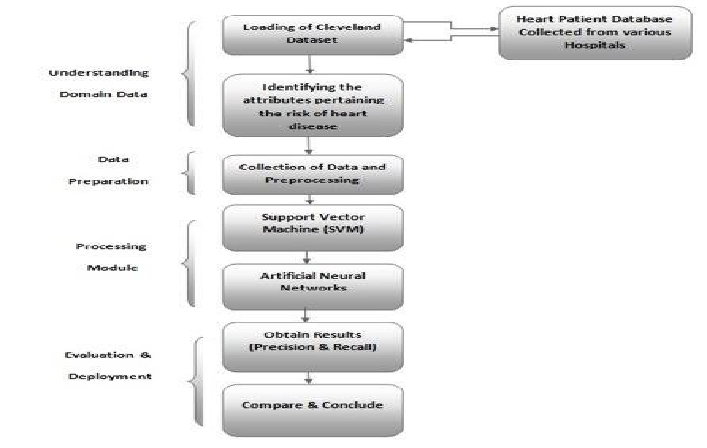 Loading of Cleveland
Dataset
Heart Patient Database
Collected from various
Hospitals
Understanding
Domain Data
Identifying the
attributes pertaining
the risk of heart
disease
Data
Preparation
Collection of Data and
Preprocessing
Support Vector
Machine (SVM)
Processing
Module
Artificial Neural
Networks
Obtain Results
(Precision & Recall)
Evaluation &
Deployment
Compare & Conclude